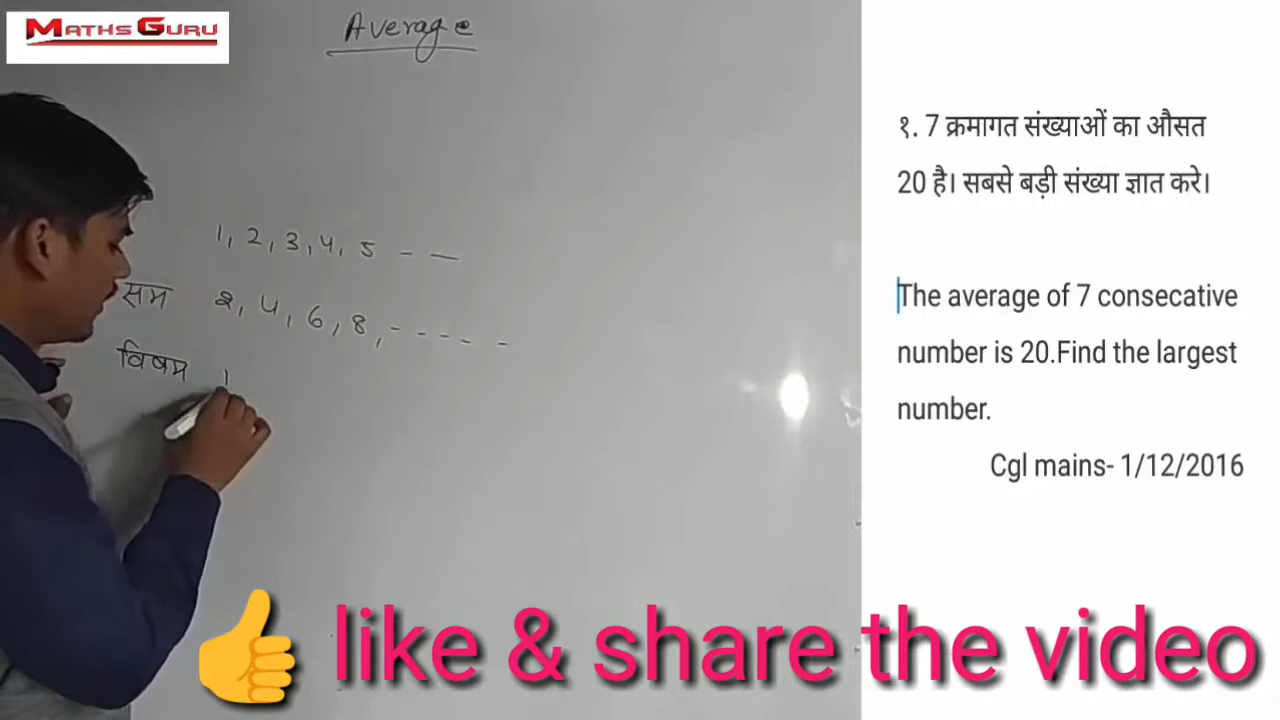 MATHS GURU
Average
1, 2, 3, 4, 5 - —
सम २, 4, 6, 8, - - - - -
विषम 1
१. 7 क्रमागत संख्याओं का औसत
20 है। सबसे बड़ी संख्या ज्ञात करे।
The average of 7 consecative
number is 20.Find the largest
number.
Cgl mains- 1/12/2016
like & share the video